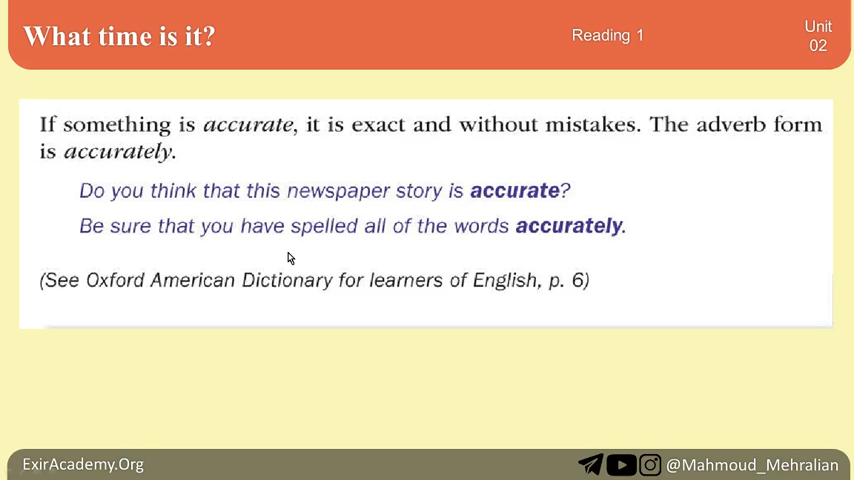 What time is it?
Reading 1
Unit
02
If something is accurate, it is exact and without mistakes. The adverb form
is accurately.
Do you think that this newspaper story is accurate?
Be sure that you have spelled all of the words accurately.
(See Oxford American Dictionary for learners of English, p. 6)
ExirAcademy.Org
@Mahmoud_Mehralian